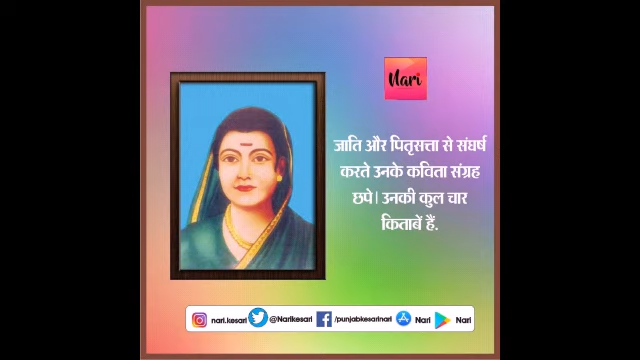 Nari
जाति और पितृसत्ता से संघर्ष
करते उनके कविता संग्रह
छपे। उनकी कुल चार
किताबें हैं.
nari.kesari @Narikesari /punjabkesarinari Nari Nari